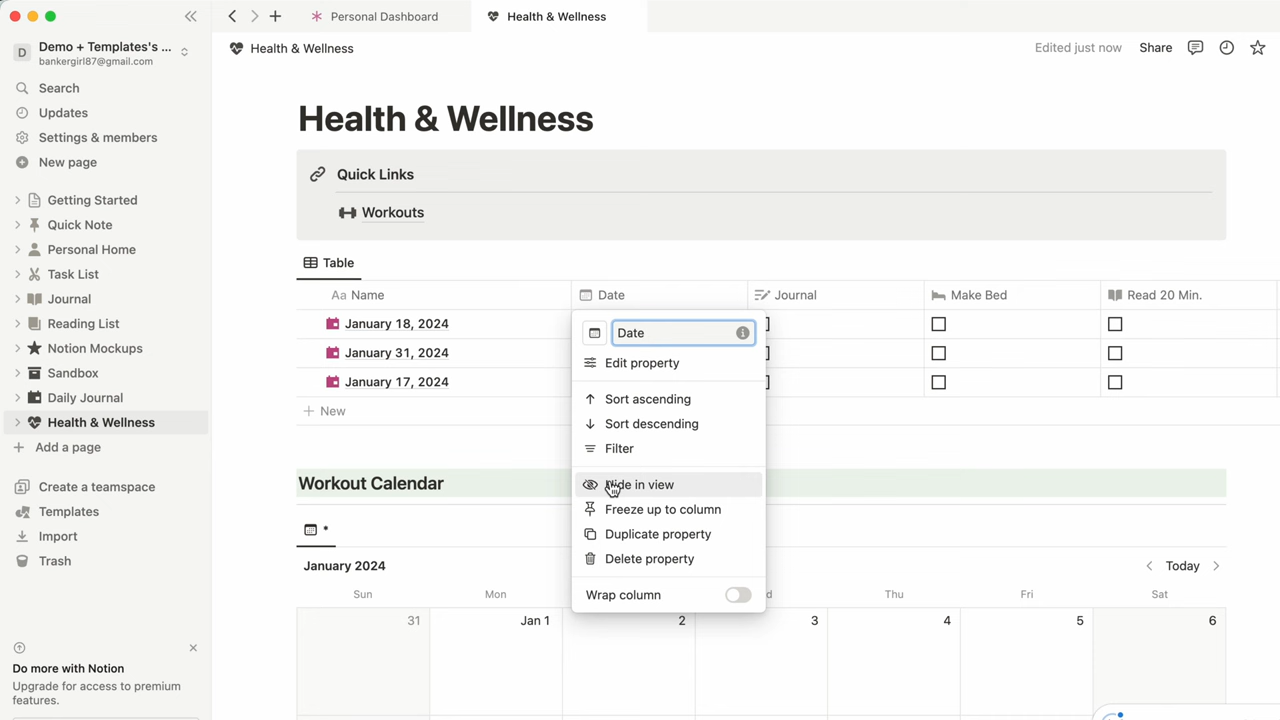 Personal Dashboard
Health & Wellness
D
Demo + Templates's ...
bankergirl87@gmail.com
Search
Updates
Settings & members
New page
Getting Started
Quick Note
Personal Home
Task List
Journal
Reading List
Notion Mockups
Sandbox
Daily Journal
Health & Wellness
Add a page
Create a teamspace
Templates
Import
Trash
Do more with Notion
Upgrade for access to premium
features.
Health & Wellness
Edited just now
Share
Health & Wellness
Quick Links
Workouts
Table
Aa Name
Date
Journal
Make Bed
Read 20 Min.
January 18, 2024
January 31, 2024
January 17, 2024
+ New
Date
Edit property
Sort ascending
Sort descending
Filter
Hide in view
Freeze up to column
Duplicate property
Delete property
Wrap column
Workout Calendar
*
January 2024
Today
Sun
Mon
d
Thu
Fri
Sat
31
Jan 1
2
3
4
5
6